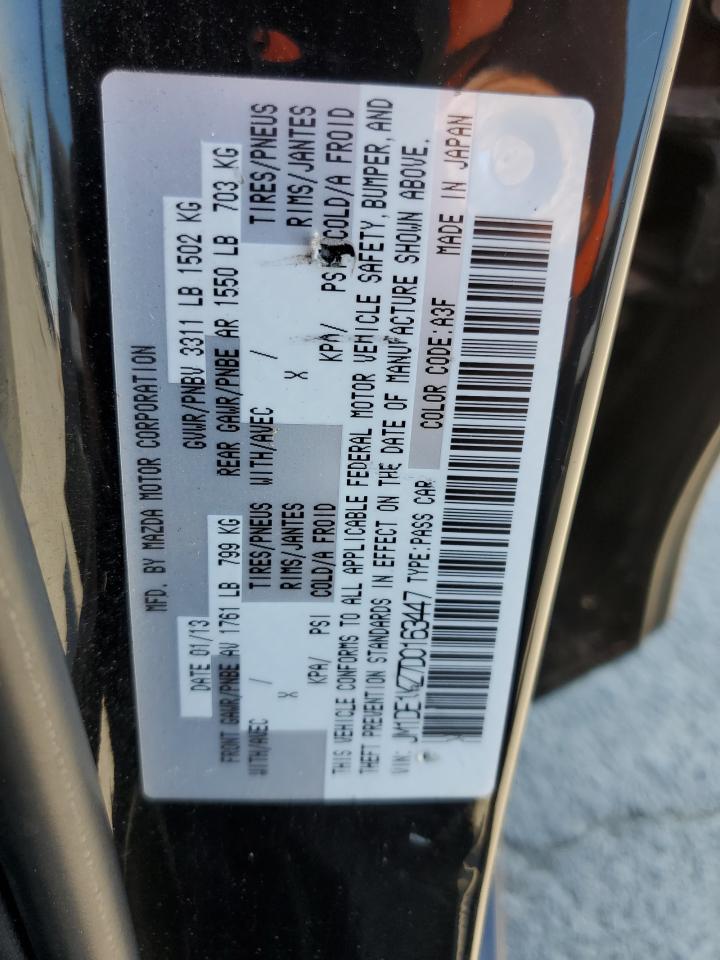 MFD. BY MAZDA MOTOR CORPORATION
DATE 01/13 GVWR/PNBV 3311 LB 1502 KG
FRONT GAWR/PNBE AV 1761 LB 799 KG REAR GAWR/PNBE AR 1550 LB 703 KG
WITH/AVEC / TIRES/PNEUS WITH/AVEC / TIRES/PNEUS
X RIMS/JANTES X RIMS/JANTES
KPA/ PSI COLD/A FROID KPA/ PSI COLD/A FROID
THIS VEHICLE CONFORMS TO ALL APPLICABLE FEDERAL MOTOR VEHICLE SAFETY, BUMPER, AND
THEFT PREVENTION STANDARDS IN EFFECT ON THE DATE OF MANUFACTURE SHOWN ABOVE.
VIN: JM1DE1KZ7D0163447 TYPE:PASS CAR COLOR CODE:A3F MADE IN JAPAN